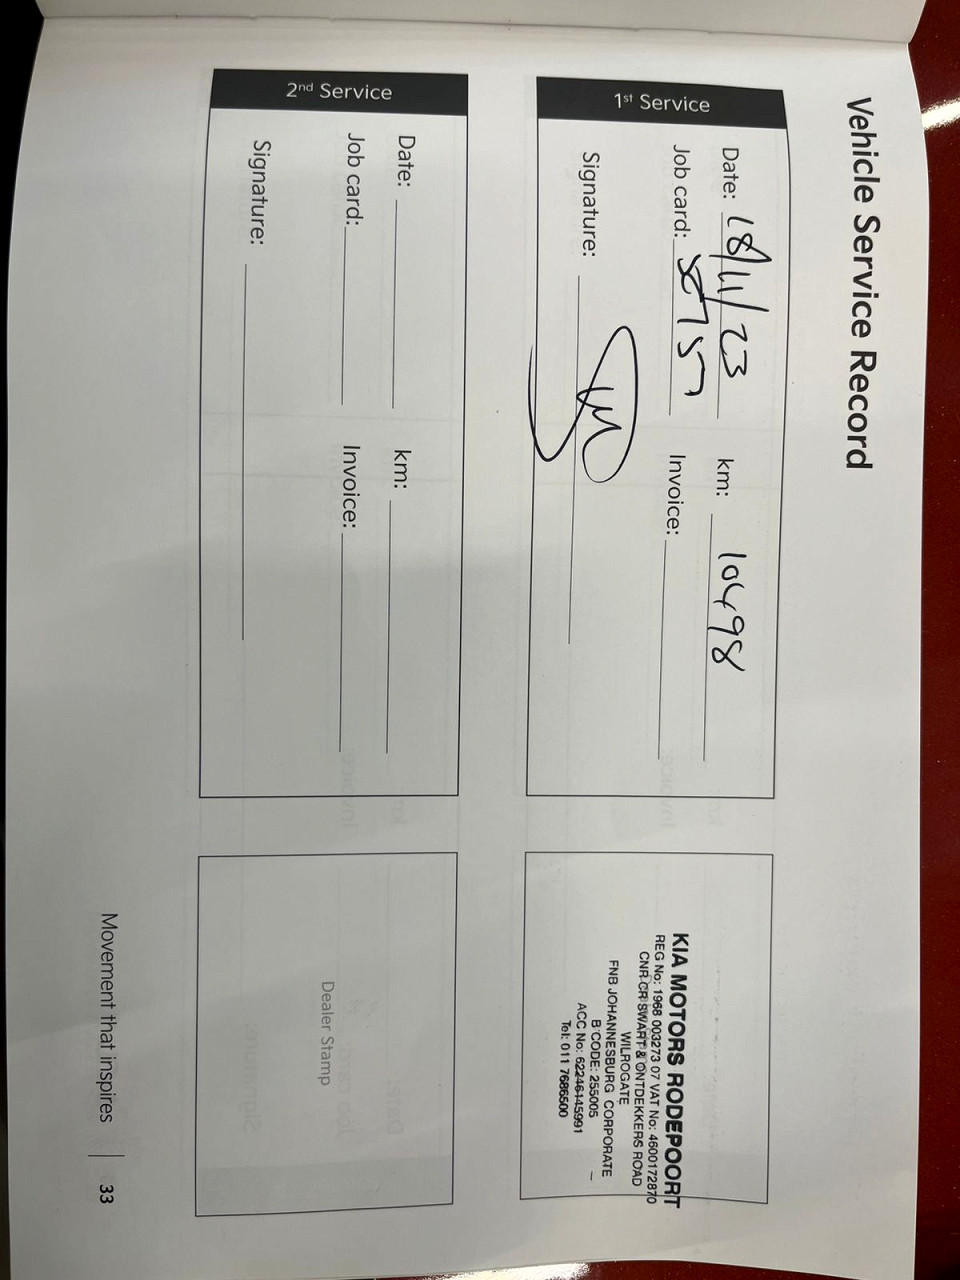 Vehicle Service Record
1st Service
Date: 18/11/23 km: 10498
Job card: Invoice:
Signature:
KIA MOTORS RODEPOORT
REG No: 1968 003273 07 VAT No: 4600172870
CNR CR SWART & ONTDEKKERS ROAD
WILROGATE
FNB JOHANNESBURG CORPORATE
B CODE: 255005
ACC No: 62246145991
Tel: 011 7686500
2nd Service
Date: km:
Job card: Invoice:
Signature:
Dealer Stamp
Movement that inspires | 33